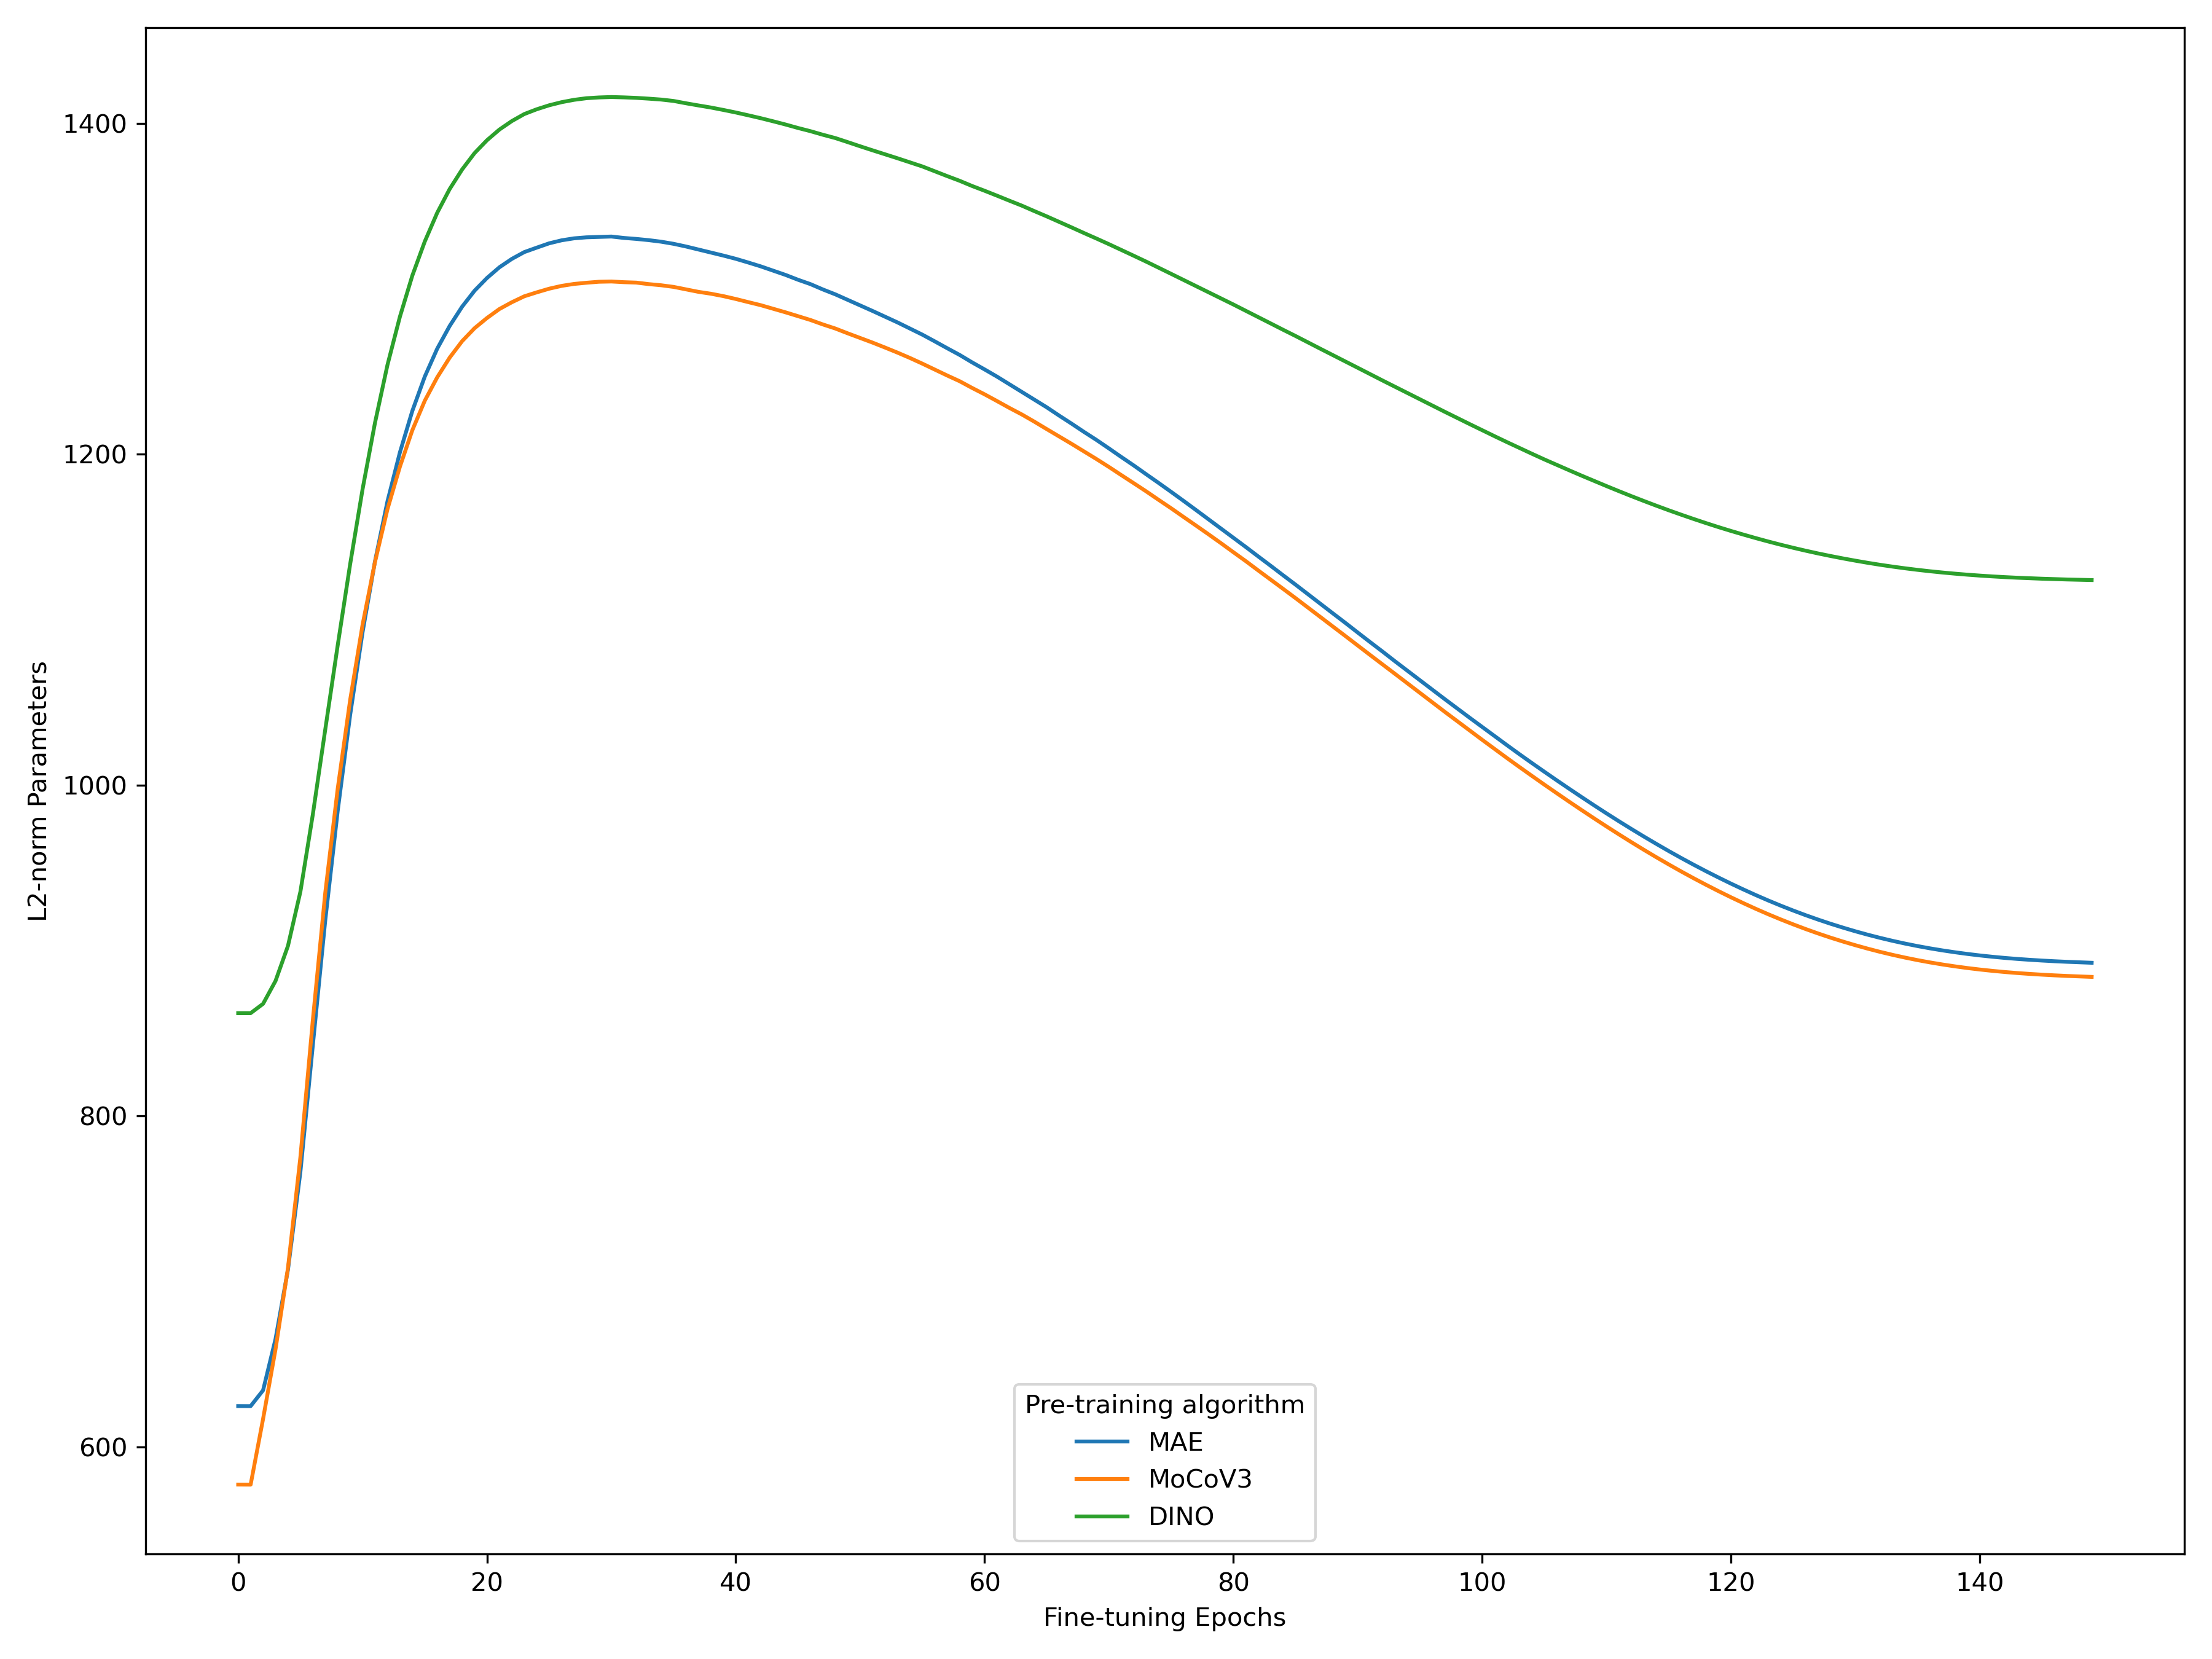 1400
1200
1000
800
600
L2-norm Parameters
0 20 40 60 80 100 120 140
Fine-tuning Epochs
Pre-training algorithm
MAE
MoCoV3
DINO